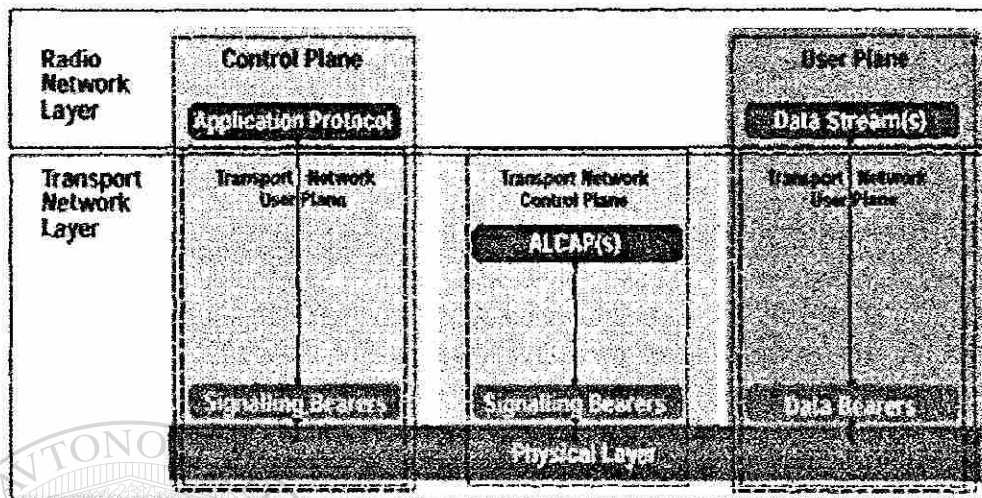 Radio
Network
Layer
Control Plane
User Plane
Application Protocol
Data Stream(s)
Transport
Network
Layer
Transport Network
User Plane
Transport Network
Control Plane
Transport Network
User Plane
ALCAP(s)
Signalling Bearers
Signalling Bearers
Data Bearers
Physical Layer
AVTONO